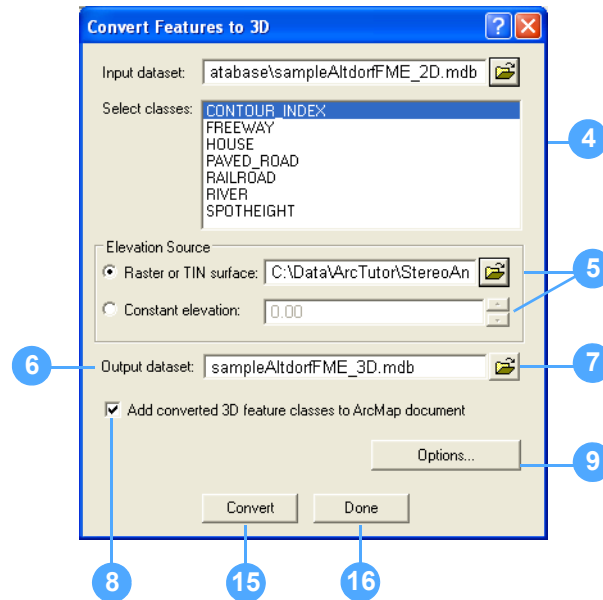 Convert Features to 3D
Input dataset: atabase\sampleAltdorfFME_2D.mdb
Select classes: CONTOUR_INDEX
FREEWAY
HOUSE
PAVED_ROAD
RAILROAD
RIVER
SPOTHEIGHT
4
Elevation Source
Raster or TIN surface: C:\Data\ArcTutor\StereoAn
5
Constant elevation: 0.00
6 Output dataset: sampleAltdorfFME_3D.mdb 7
Add converted 3D feature classes to ArcMap document
Options... 9
Convert Done
8 15 16